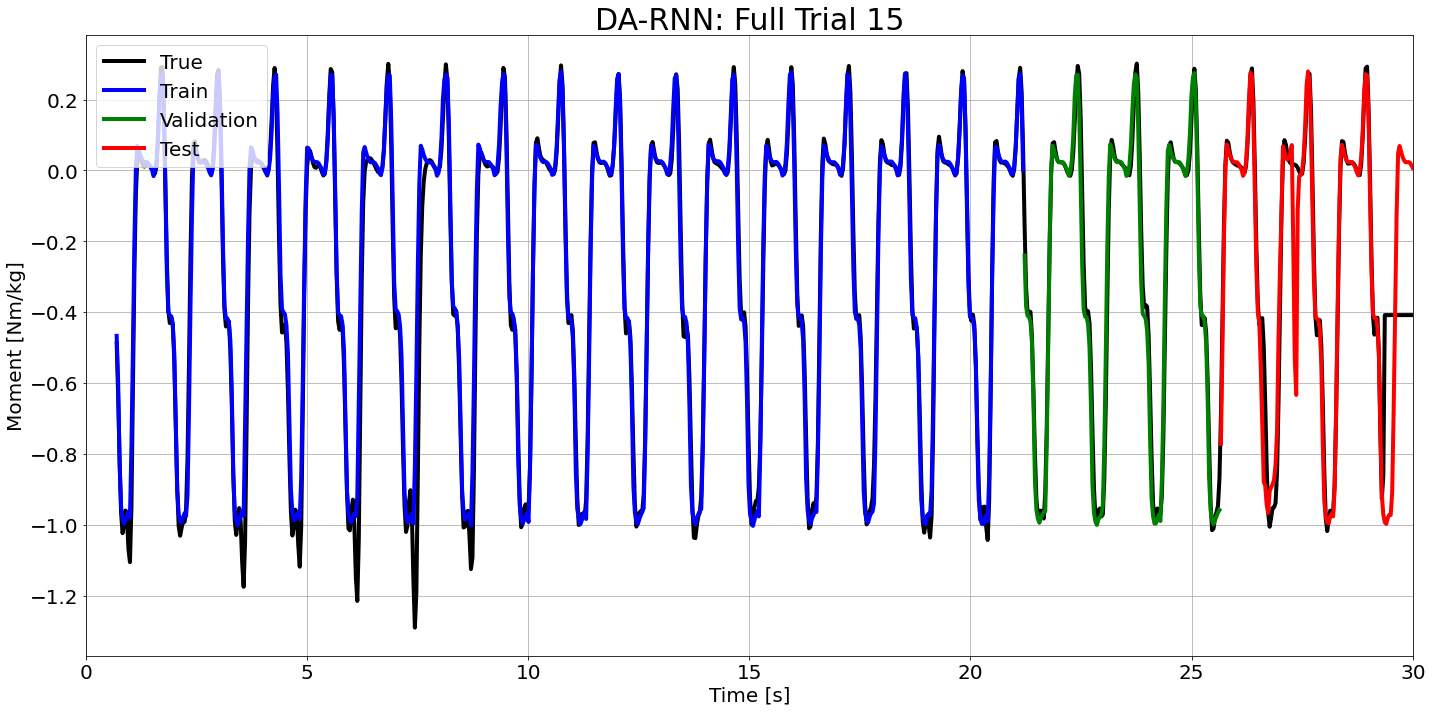 DA-RNN: Full Trial 15
True
Train
Validation
Test
Moment [Nm/kg]
0.2
0.0
−0.2
−0.4
−0.6
−0.8
−1.0
−1.2
0 5 10 15 20 25 30
Time [s]